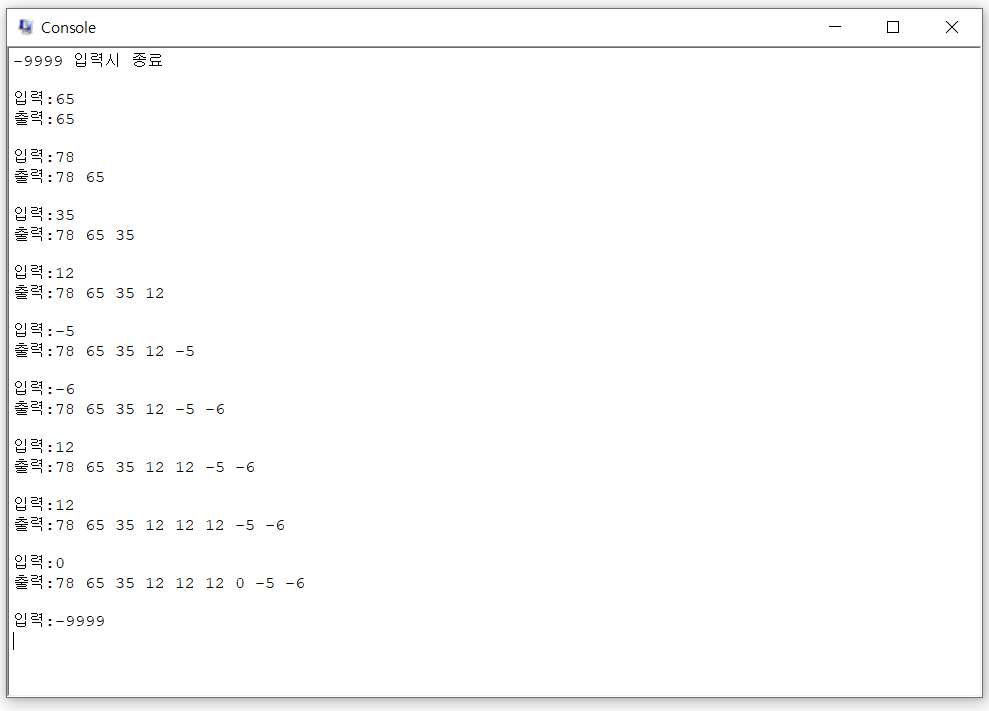 Console
-9999 입력시 종료
입력:65
출력:65
입력:78
출력:78 65
입력:35
출력:78 65 35
입력:12
출력:78 65 35 12
입력:-5
출력:78 65 35 12 -5
입력:-6
출력:78 65 35 12 -5 -6
입력:12
출력:78 65 35 12 12 -5 -6
입력:12
출력:78 65 35 12 12 12 -5 -6
입력:0
출력:78 65 35 12 12 12 0 -5 -6
입력:-9999